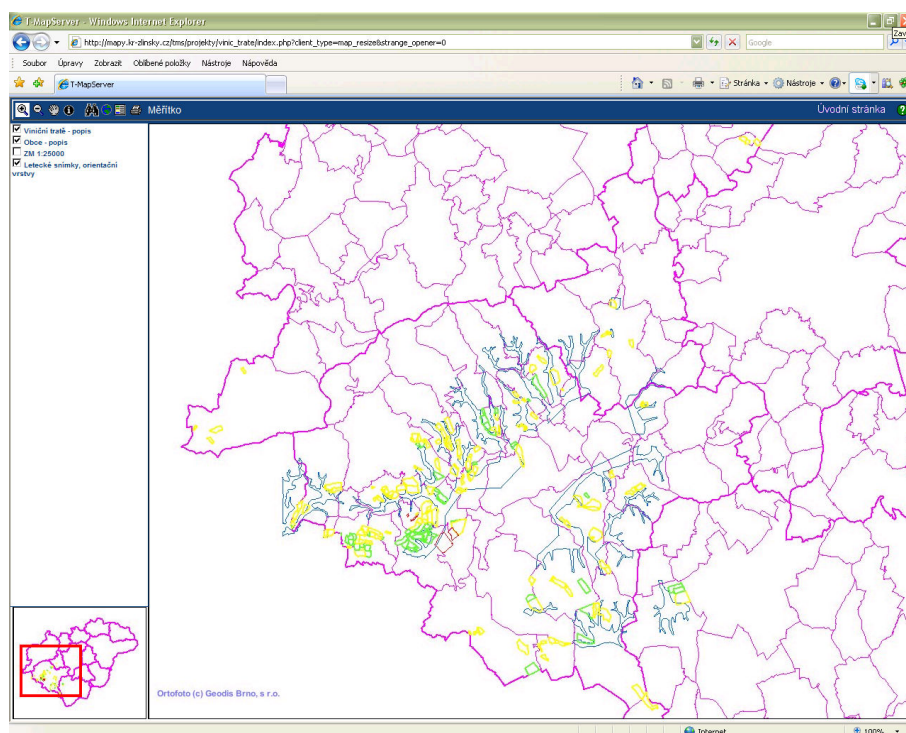 T-MapServer - Windows Internet Explorer
Zav
http://mapy.kr-zlinsky.cz/tms/projekty/vinic_trate/index.php?client_type=map_resize&strange_opener=0
Google
Soubor Úpravy Zobrazit Oblíbené položky Nástroje Nápověda
T-MapServer
Stránka Nástroje
Měřítko
Úvodní stránka
Viniční tratě - popis
Obce - popis
ZM 1:25000
Letecké snímky, orientační
vrstvy
Ortofoto (c) Geodis Brno, s r.o.
Internet
100%